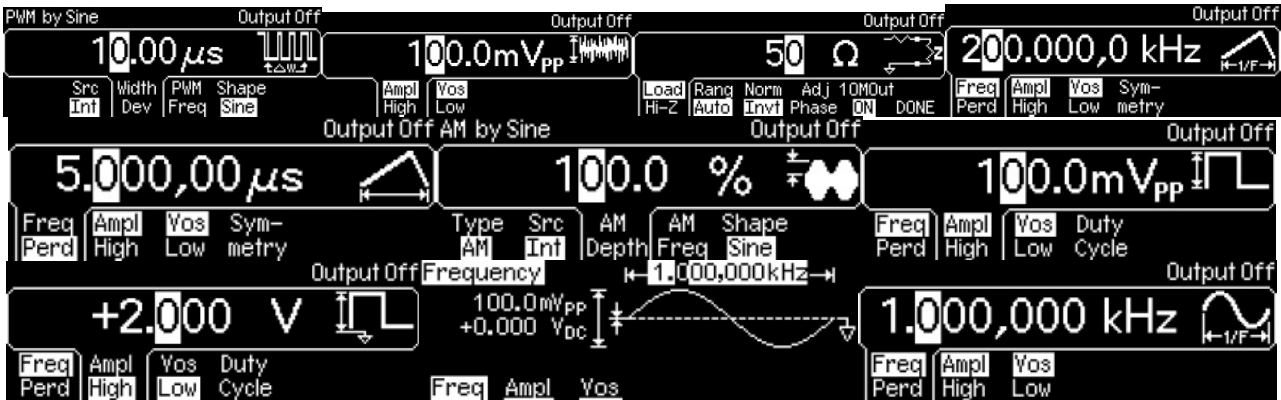 PWM by Sine Output Off
10.00 µs
Src Width PWM Shape
Int Dev Freq Sine
Output Off
100.0mVPP
Ampl Vos
High Low
Output Off
50 Ω
Z
Load Rang Norm Adj 10MOut
Hi-Z Auto Invt Phase ON DONE
Output Off
200.000,0 kHz
1/F
Freq Ampl Vos Sym-
Perd High Low metry
Output Off
5.000,00 µs
Freq Ampl Vos Sym-
Perd High Low metry
AM by Sine Output Off
100.0 %
Type Src AM AM Shape
AM Int Depth Freq Sine
Output Off
100.0mVPP
Freq Ampl Vos Duty
Perd High Low Cycle
Output Off
+2.000 V
Freq Ampl Vos Duty
Perd High Low Cycle
Frequency 1.000,000kHz
100.0mVPP
+0.000 VDC
Freq Ampl Vos
Output Off
1.000,000 kHz
1/F
Freq Ampl Vos
Perd High Low